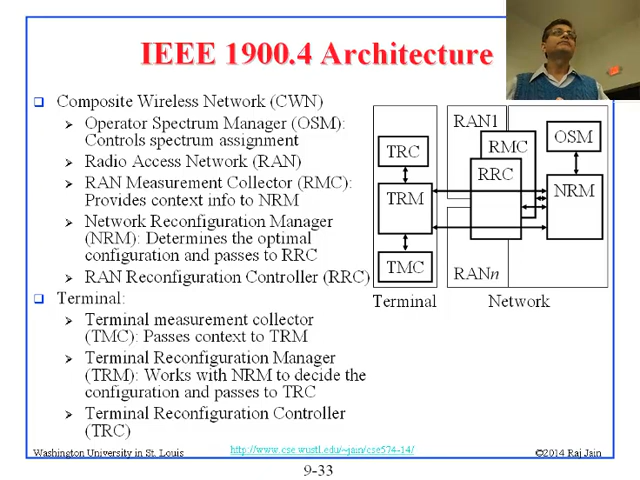 IEEE 1900.4 Architecture
Composite Wireless Network (CWN)
Operator Spectrum Manager (OSM):
Controls spectrum assignment
Radio Access Network (RAN)
RAN Measurement Collector (RMC):
Provides context info to NRM
Network Reconfiguration Manager
(NRM): Determines the optimal
configuration and passes to RRC
RAN Reconfiguration Controller (RRC)
Terminal:
Terminal measurement collector
(TMC): Passes context to TRM
Terminal Reconfiguration Manager
(TRM): Works with NRM to decide the
configuration and passes to TRC
Terminal Reconfiguration Controller
(TRC)
TRC
TRM
TMC
Terminal
RAN1
RMC
RRC
RANn
OSM
NRM
Network
Washington University in St. Louis
http://www.cse.wustl.edu/~jain/cse574-14/
©2014 Raj Jain
9-33